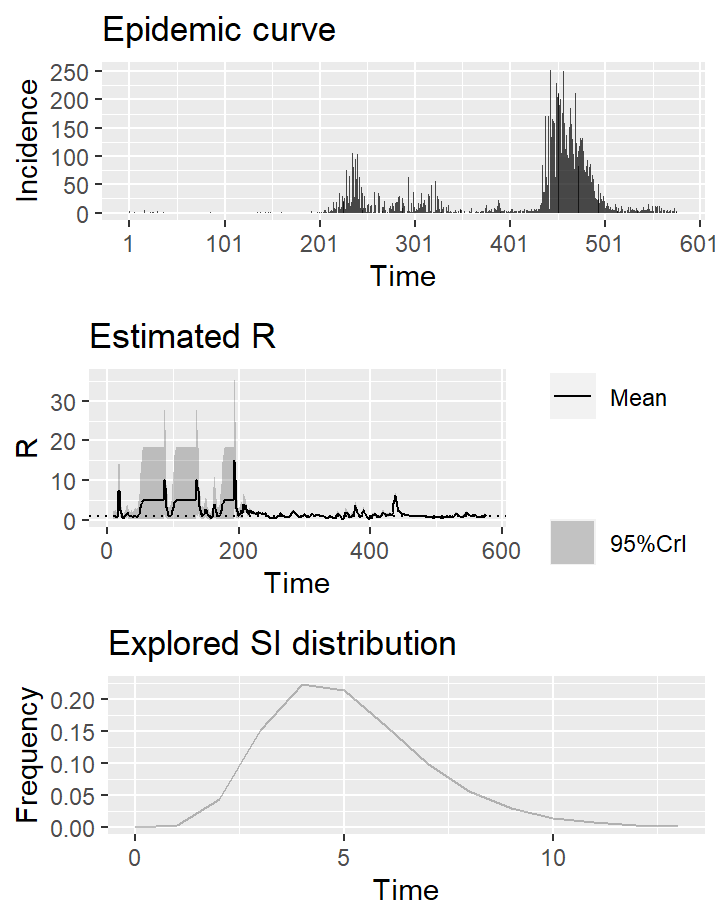 Epidemic curve
Incidence
250
200
150
100
50
0
1 101 201 301 401 501 601
Time
Estimated R
R
30
20
10
0
0 200 400 600
Time
Mean
95%CrI
Explored SI distribution
Frequency
0.20
0.15
0.10
0.05
0.00
0 5 10
Time